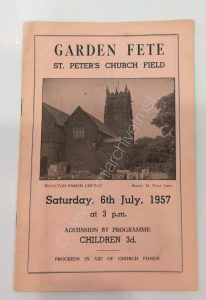 GARDEN FETE
ST. PETER'S CHURCH FIELD
WOOLTON PARISH CHURCH
Saturday, 6th July, 1957
at 3 p.m.
ADMISSION BY PROGRAMME:
CHILDREN 3d.
PROCEEDS IN AID OF CHURCH FUNDS